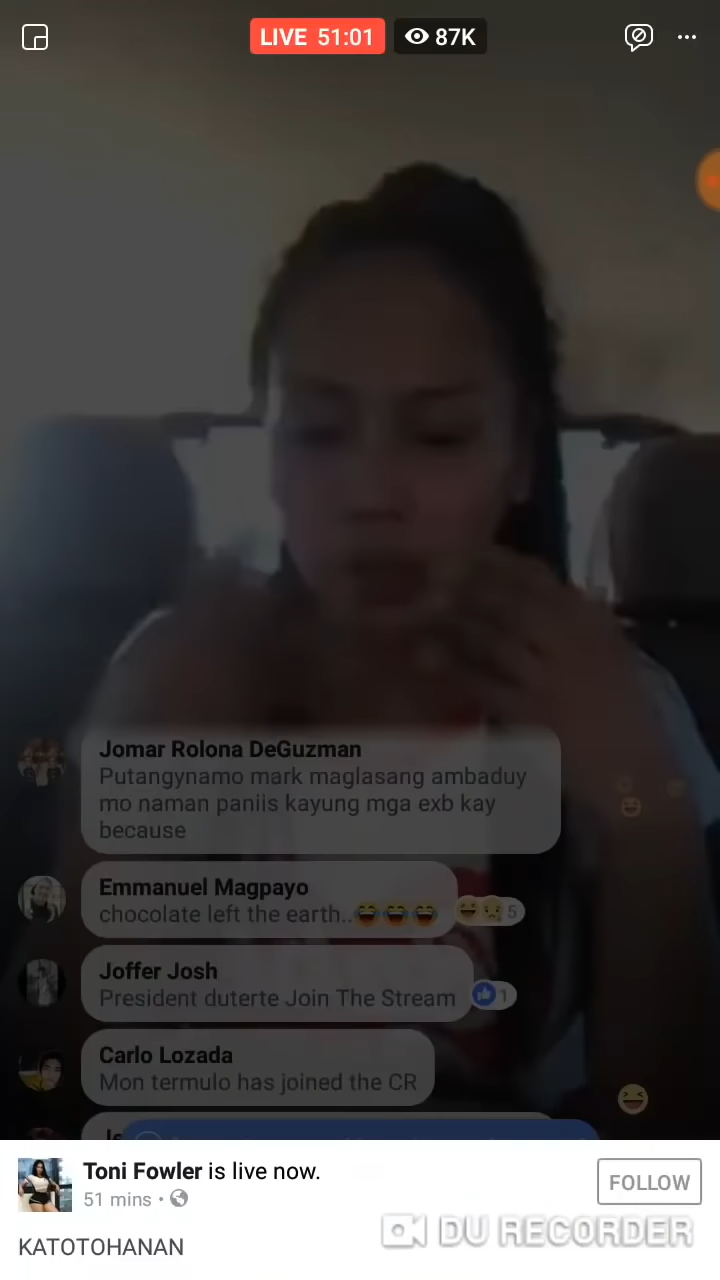 LIVE 51:01 87K
Jomar Rolona DeGuzman
Putangynamo mark maglasang ambaduy
mo naman paniis kayung mga exb kay
because
Emmanuel Magpayo
chocolate left the earth..😂😂😂 5
Joffer Josh
President duterte Join The Stream 1
Carlo Lozada
Mon termulo has joined the CR
Toni Fowler is live now.
FOLLOW
51 mins
DU RECORDER
KATOTOHANAN